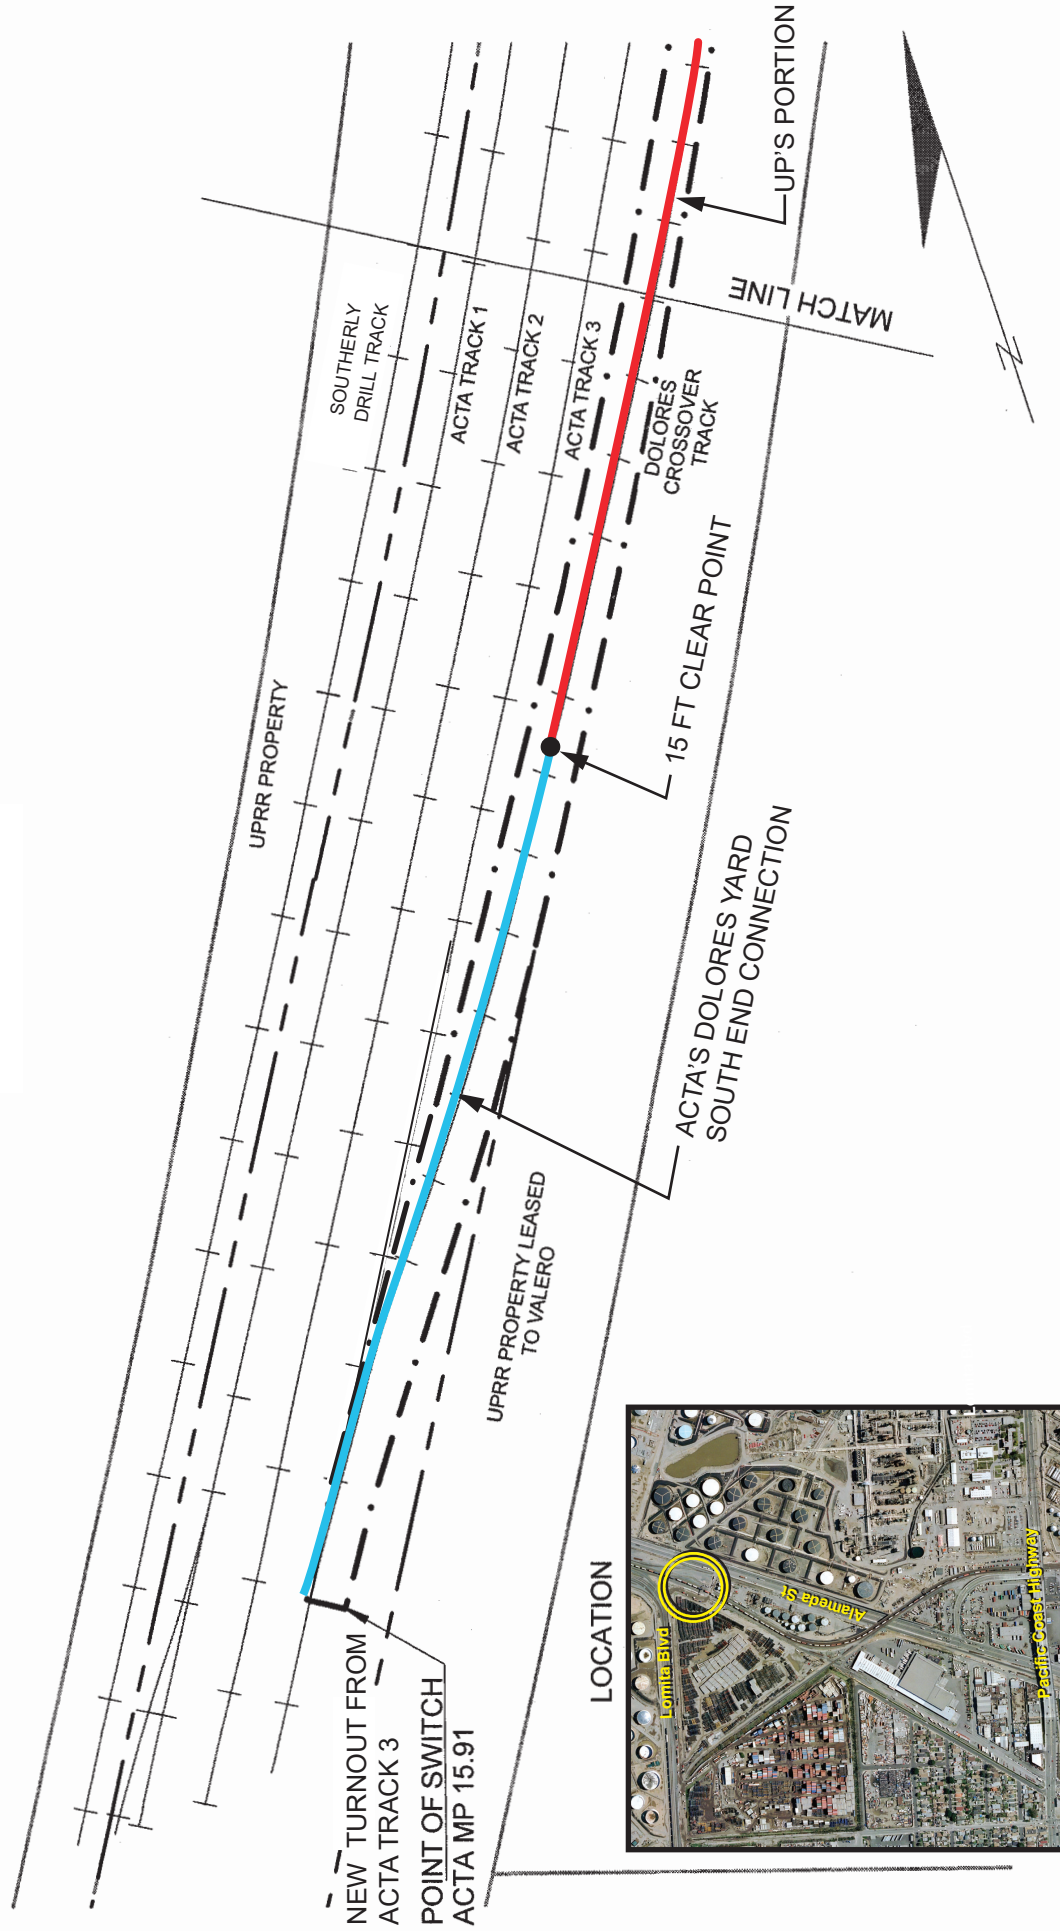 SOUTHERLY
DRILL TRACK
ACTA TRACK 1
ACTA TRACK 2
ACTA TRACK 3
DOLORES
CROSSOVER
TRACK
UP'S PORTION
MATCH LINE
N
UPRR PROPERTY
15 FT CLEAR POINT
ACTA'S DOLORES YARD
SOUTH END CONNECTION
UPRR PROPERTY LEASED
TO VALERO
NEW TURNOUT FROM
ACTA TRACK 3
POINT OF SWITCH
ACTA MP 15.91
LOCATION
Lomita Blvd
Alameda St
Pacific Coast Highway